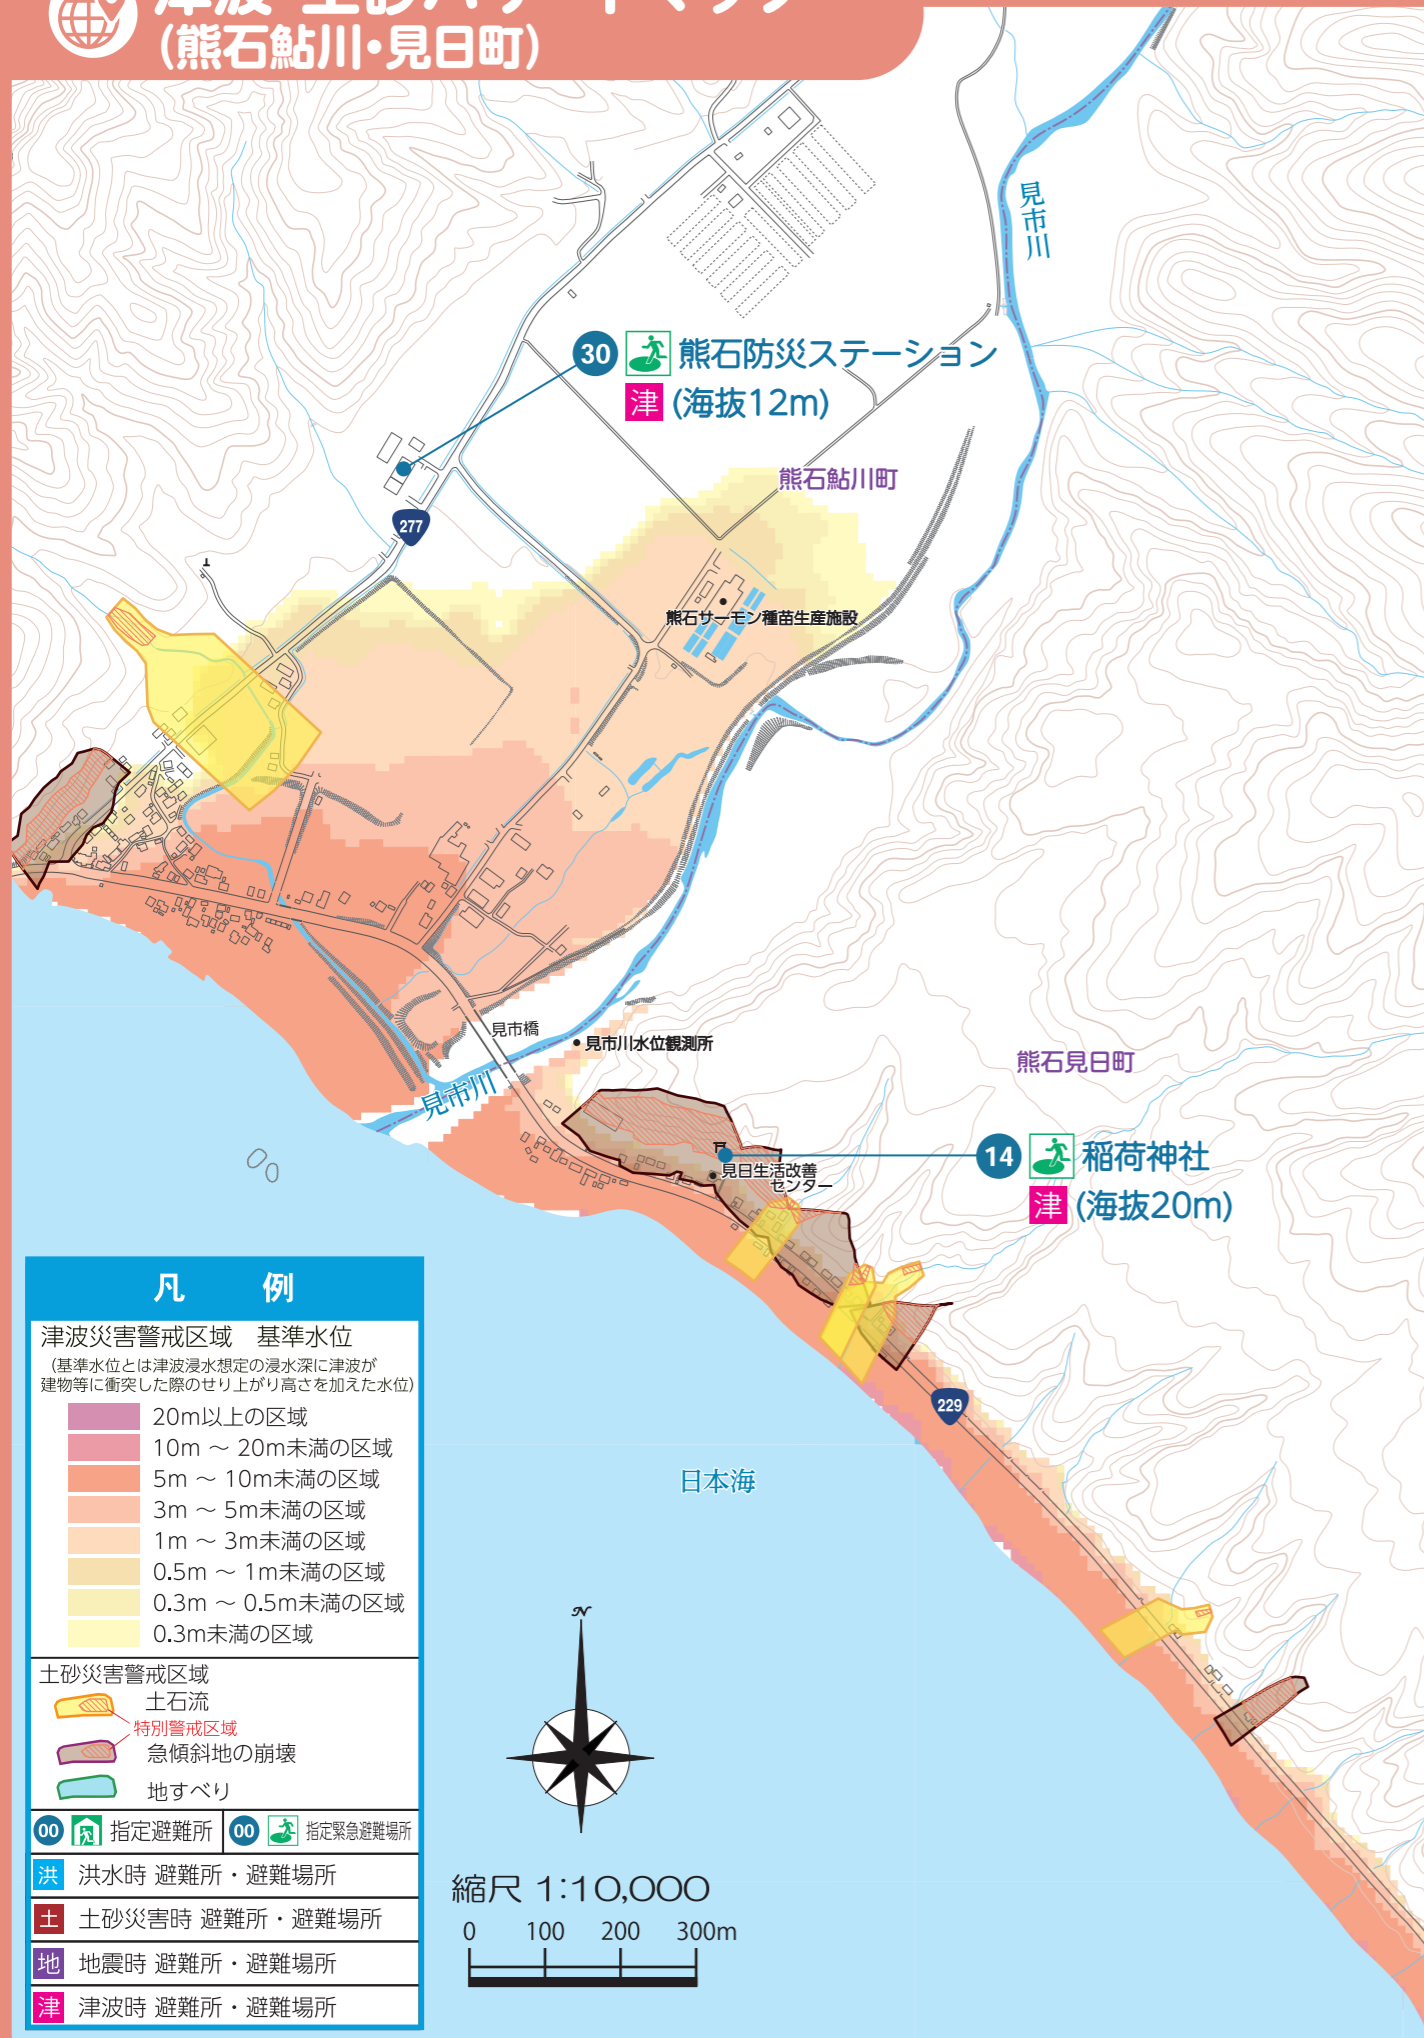 津波・土砂ハザードマップ
(熊石鮎川・見日町)
見市川
30 熊石防災ステーション
津 (海抜12m)
熊石鮎川町
277
熊石サーモン種苗生産施設
見市橋
見市川水位観測所
見市川
熊石見日町
14 稲荷神社
津 (海抜20m)
見日生活改善
センター
229
日本海
凡 例
津波災害警戒区域 基準水位
(基準水位とは津波浸水想定の浸水深に津波が
建物等に衝突した際のせり上がり高さを加えた水位)
20m以上の区域
10m ～ 20m未満の区域
5m ～ 10m未満の区域
3m ～ 5m未満の区域
1m ～ 3m未満の区域
0.5m ～ 1m未満の区域
0.3m ～ 0.5m未満の区域
0.3m未満の区域
土砂災害警戒区域
土石流
特別警戒区域
急傾斜地の崩壊
地すべり
00 指定避難所 00 指定緊急避難場所
洪 洪水時 避難所・避難場所
土 土砂災害時 避難所・避難場所
地 地震時 避難所・避難場所
津 津波時 避難所・避難場所
N
縮尺 1:10,000
0 100 200 300m